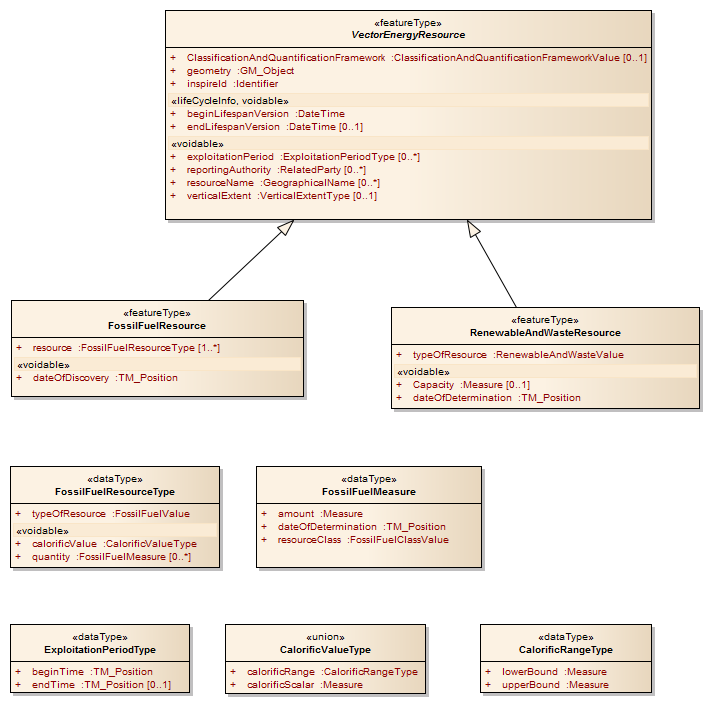 «featureType»
VectorEnergyResource
+ ClassificationAndQuantificationFramework :ClassificationAndQuantificationFrameworkValue [0..1]
+ geometry :GM_Object
+ inspireId :Identifier
«lifeCycleInfo, voidable»
+ beginLifespanVersion :DateTime
+ endLifespanVersion :DateTime [0..1]
«voidable»
+ exploitationPeriod :ExploitationPeriodType [0..*]
+ reportingAuthority :RelatedParty [0..*]
+ resourceName :GeographicalName [0..*]
+ verticalExtent :VerticalExtentType [0..1]
«featureType»
FossilFuelResource
+ resource :FossilFuelResourceType [1..*]
«voidable»
+ dateOfDiscovery :TM_Position
«featureType»
RenewableAndWasteResource
+ typeOfResource :RenewableAndWasteValue
«voidable»
+ Capacity :Measure [0..1]
+ dateOfDetermination :TM_Position
«dataType»
FossilFuelResourceType
+ typeOfResource :FossilFuelValue
«voidable»
+ calorificValue :CalorificValueType
+ quantity :FossilFuelMeasure [0..*]
«dataType»
FossilFuelMeasure
+ amount :Measure
+ dateOfDetermination :TM_Position
+ resourceClass :FossilFuelClassValue
«dataType»
ExploitationPeriodType
+ beginTime :TM_Position
+ endTime :TM_Position [0..1]
«union»
CalorificValueType
+ calorificRange :CalorificRangeType
+ calorificScalar :Measure
«dataType»
CalorificRangeType
+ lowerBound :Measure
+ upperBound :Measure